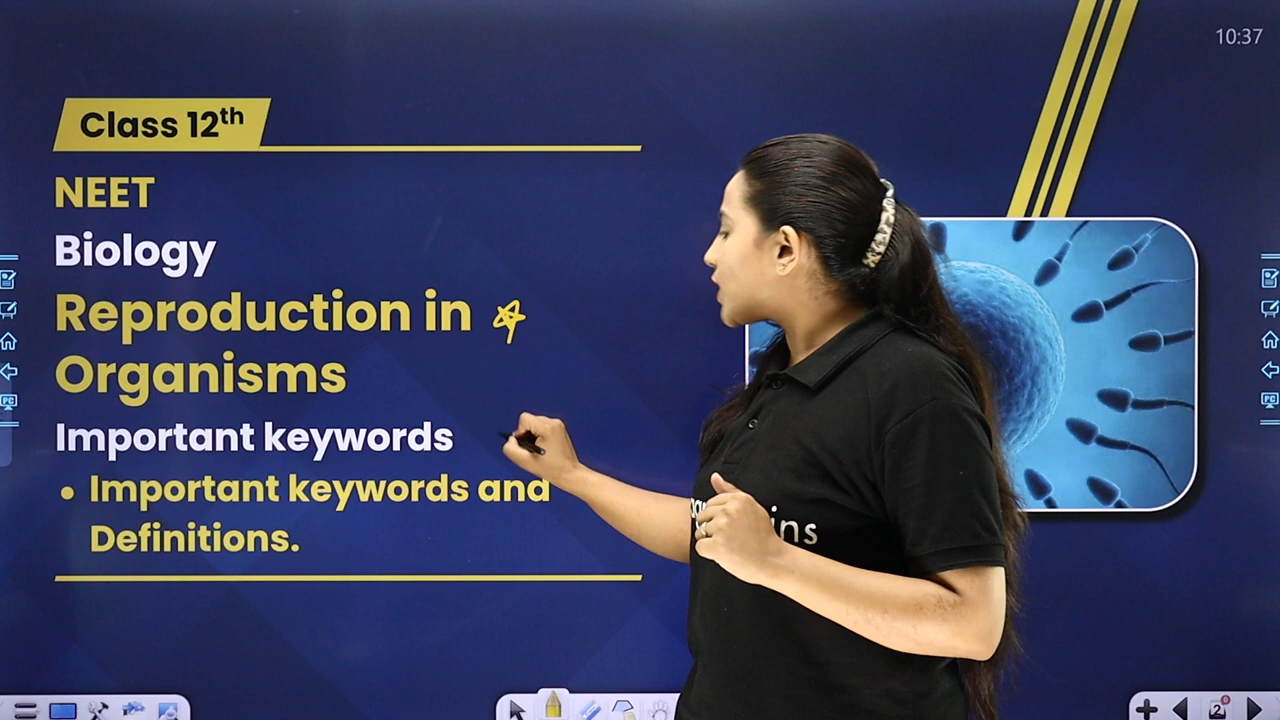 10:37
Class 12th
NEET
Biology
Reproduction in
Organisms
Important keywords
• Important keywords and
Definitions.